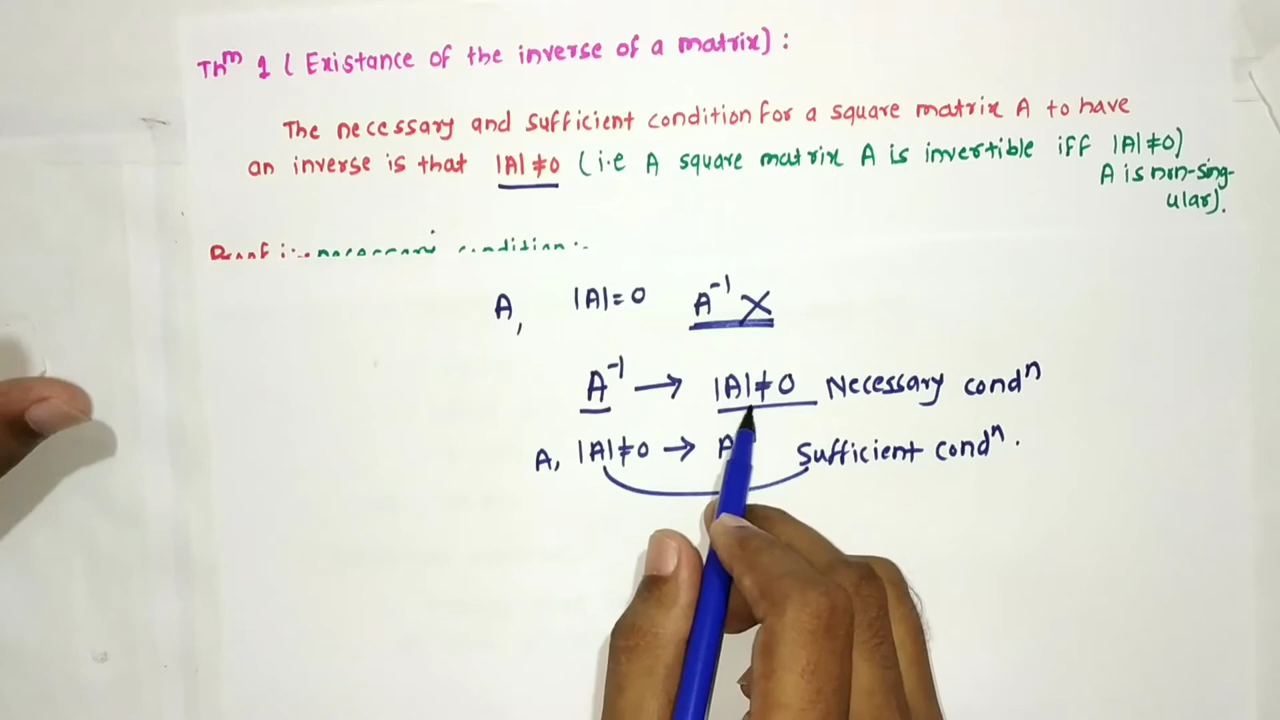 Thm 1 ( Existance of the inverse of a matrix) :
The necessary and sufficient condition for a square matrix A to have
an inverse is that |A| ≠ 0 (i.e A square matrix A is invertible iff |A| ≠ 0)
A is non-sing-
ular).
A, |A| = 0 A⁻¹ X
A⁻¹ → |A| ≠ 0 Necessary condⁿ
A, |A| ≠ 0 → A Sufficient condⁿ.